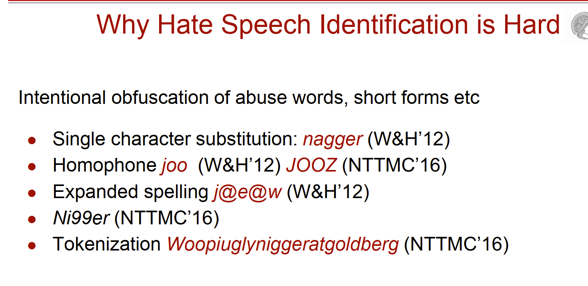 Why Hate Speech Identification is Hard
Intentional obfuscation of abuse words, short forms etc
● Single character substitution: nagger (W&H'12)
● Homophone joo (W&H'12) JOOZ (NTTMC'16)
● Expanded spelling j@e@w (W&H'12)
● Ni99er (NTTMC'16)
● Tokenization Woopiuglyniggeratgoldberg (NTTMC'16)